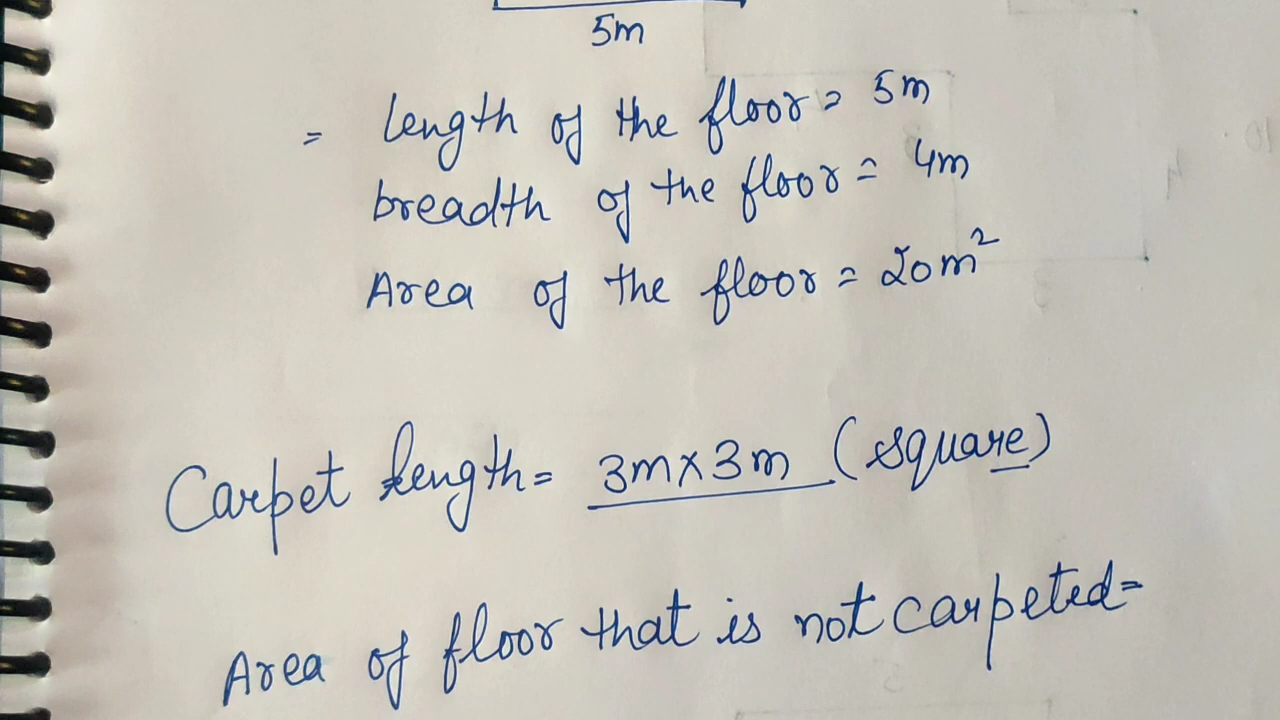 5m
= length of the floor = 5m
breadth of the floor = 4m
Area of the floor = 20m²
Carpet length = 3m×3m (square)
Area of floor that is not carpeted =